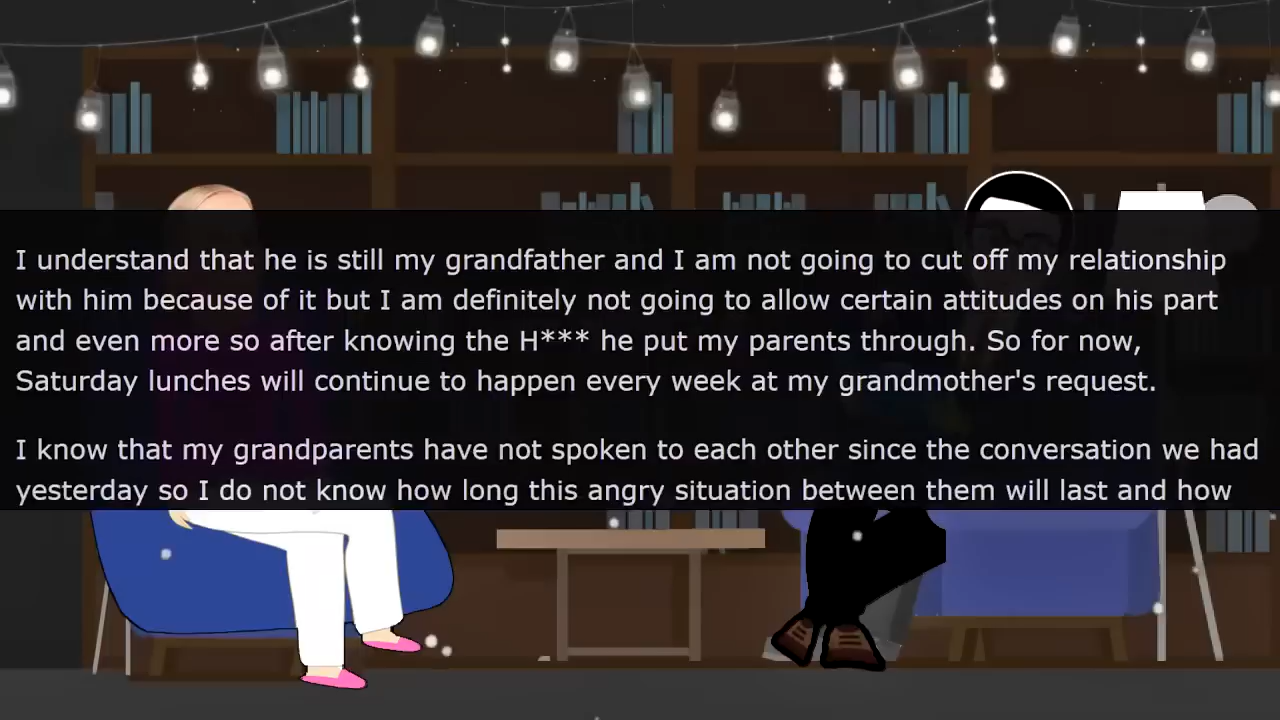 I understand that he is still my grandfather and I am not going to cut off my relationship
with him because of it but I am definitely not going to allow certain attitudes on his part
and even more so after knowing the H*** he put my parents through. So for now,
Saturday lunches will continue to happen every week at my grandmother's request.
I know that my grandparents have not spoken to each other since the conversation we had
yesterday so I do not know how long this angry situation between them will last and how